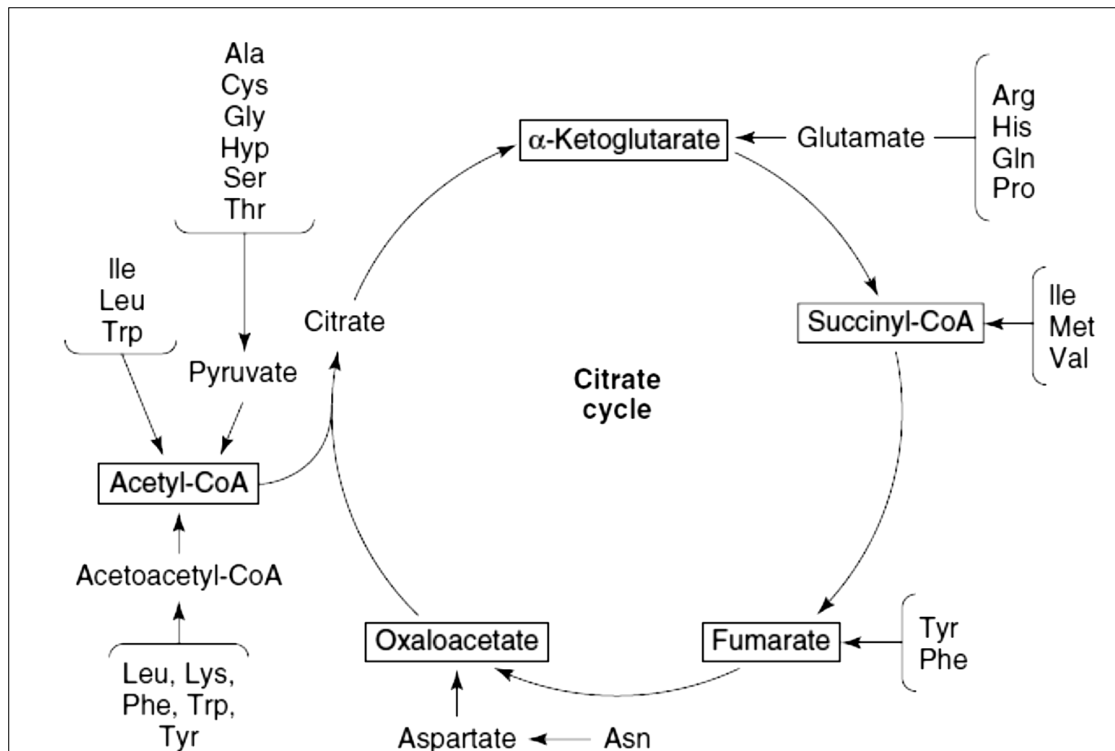 Ala
Cys
Gly
Hyp
Ser
Thr
Ile
Leu
Trp
Pyruvate
Acetyl-CoA
Acetoacetyl-CoA
Leu, Lys,
Phe, Trp,
Tyr
Citrate
α-Ketoglutarate
Glutamate
Arg
His
Gln
Pro
Succinyl-CoA
Ile
Met
Val
Citrate
cycle
Fumarate
Tyr
Phe
Oxaloacetate
Aspartate
Asn